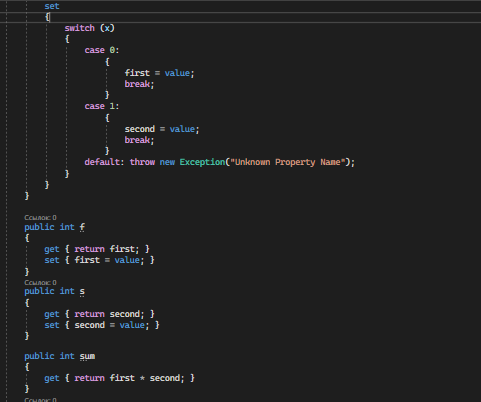 set
{
switch (x)
{
case 0:
{
first = value;
break;
}
case 1:
{
second = value;
break;
}
default: throw new Exception("Unknown Property Name");
}
}
}
Ссылок: 0
public int f
{
get { return first; }
set { first = value; }
}
Ссылок: 0
public int s
{
get { return second; }
set { second = value; }
}
public int sum
{
get { return first * second; }
}
Ссылок: 0